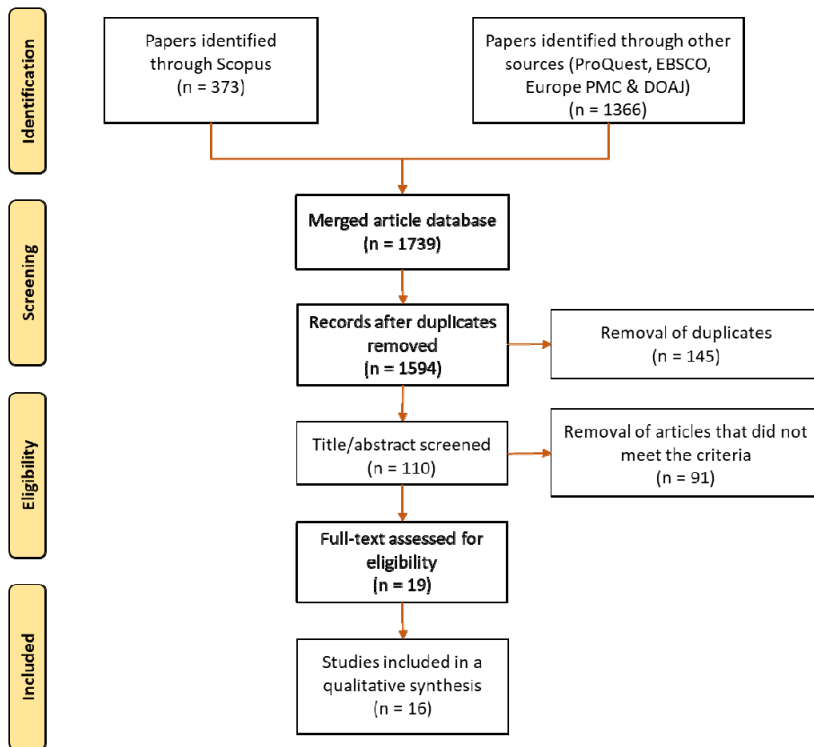 Identification
Papers identified
through Scopus
(n = 373)
Papers identified through other
sources (ProQuest, EBSCO,
Europe PMC & DOAJ)
(n = 1366)
Screening
Merged article database
(n = 1739)
Records after duplicates
removed
(n = 1594)
Removal of duplicates
(n = 145)
Eligibility
Title/abstract screened
(n = 110)
Removal of articles that did not
meet the criteria
(n = 91)
Full-text assessed for
eligibility
(n = 19)
Included
Studies included in a
qualitative synthesis
(n = 16)